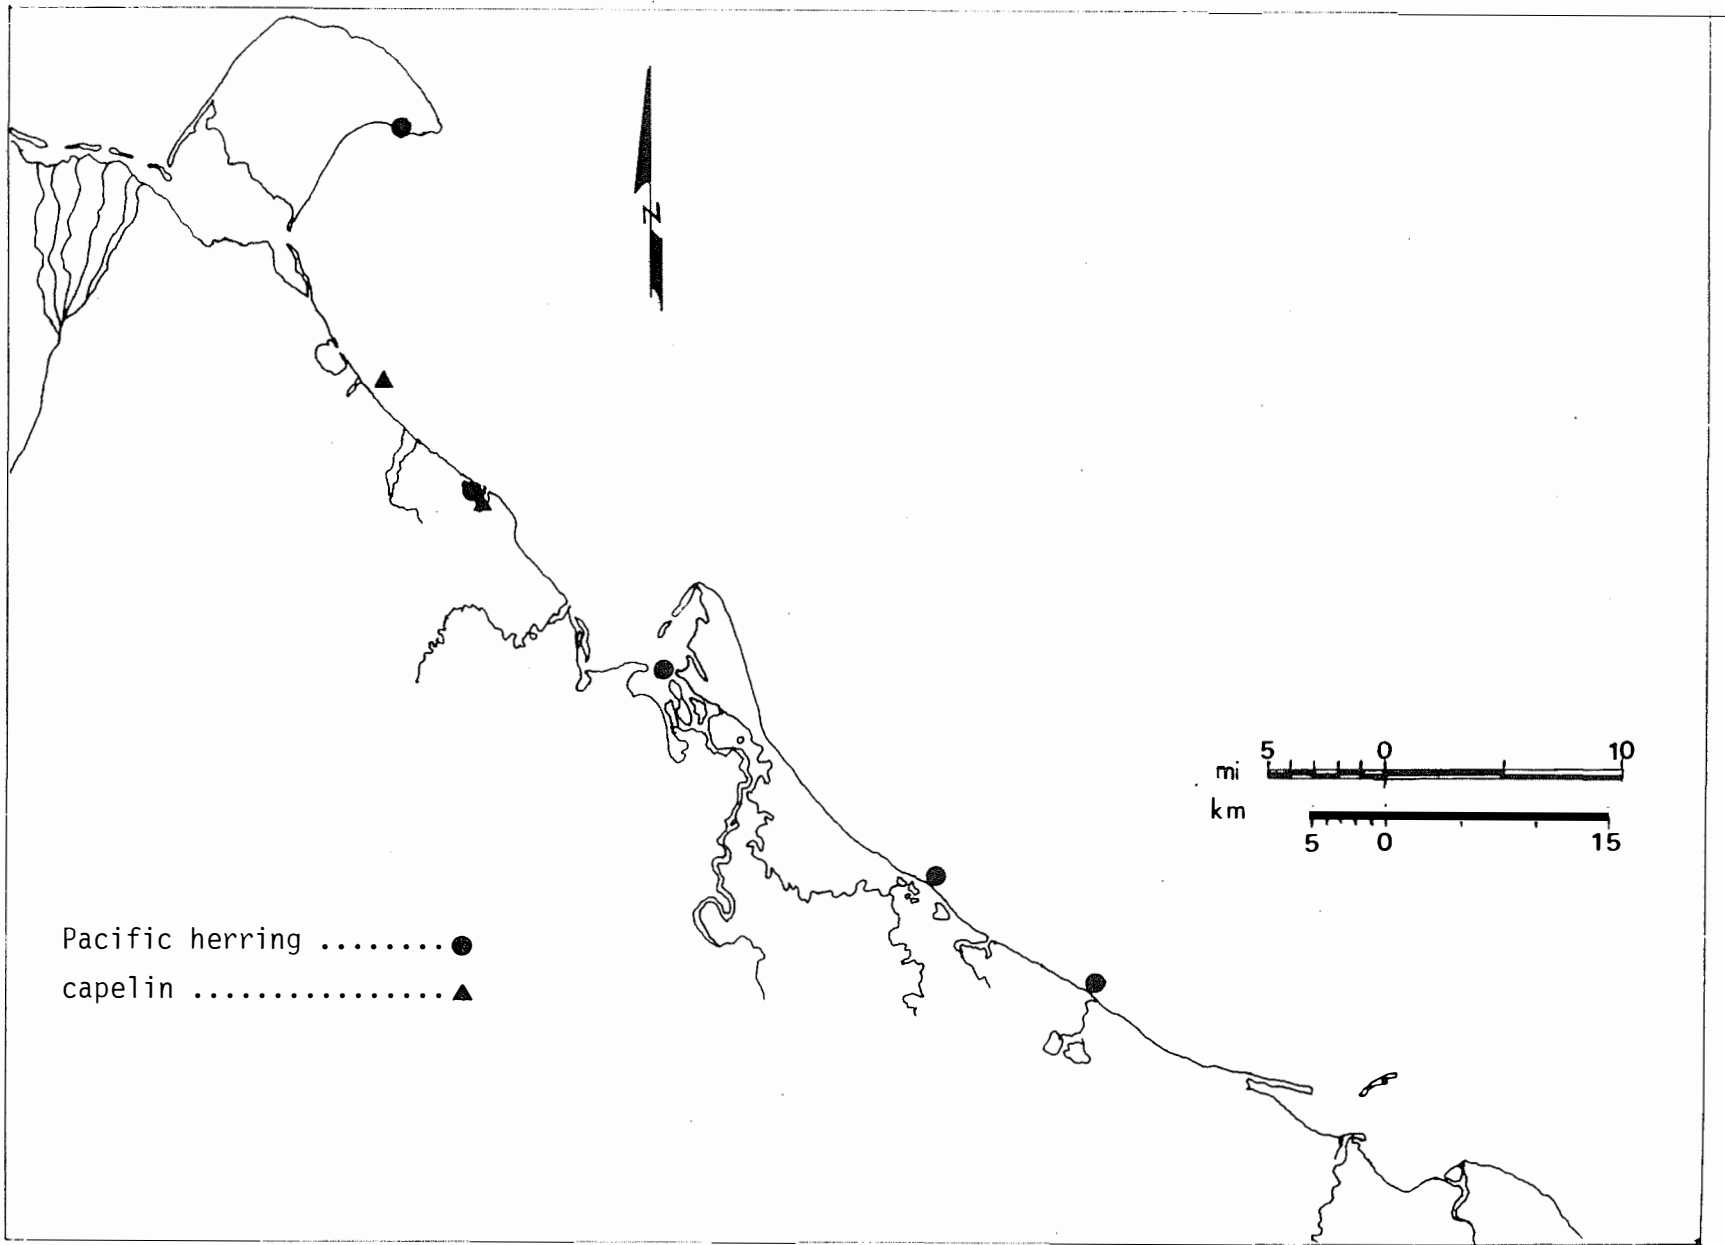 N
5 0 10
mi
km
5 0 15
Pacific herring ........●
capelin ................▲